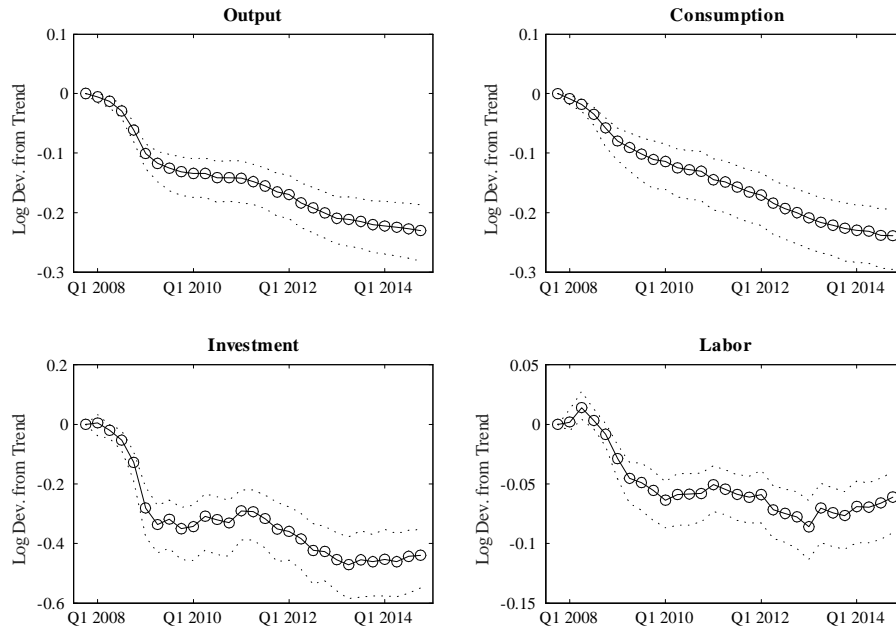 Output
Log Dev. from Trend
0.1
0
-0.1
-0.2
-0.3
Q1 2008 Q1 2010 Q1 2012 Q1 2014
Consumption
Log Dev. from Trend
0.1
0
-0.1
-0.2
-0.3
Q1 2008 Q1 2010 Q1 2012 Q1 2014
Investment
Log Dev. from Trend
0.2
0
-0.2
-0.4
-0.6
Q1 2008 Q1 2010 Q1 2012 Q1 2014
Labor
Log Dev. from Trend
0.05
0
-0.05
-0.1
-0.15
Q1 2008 Q1 2010 Q1 2012 Q1 2014